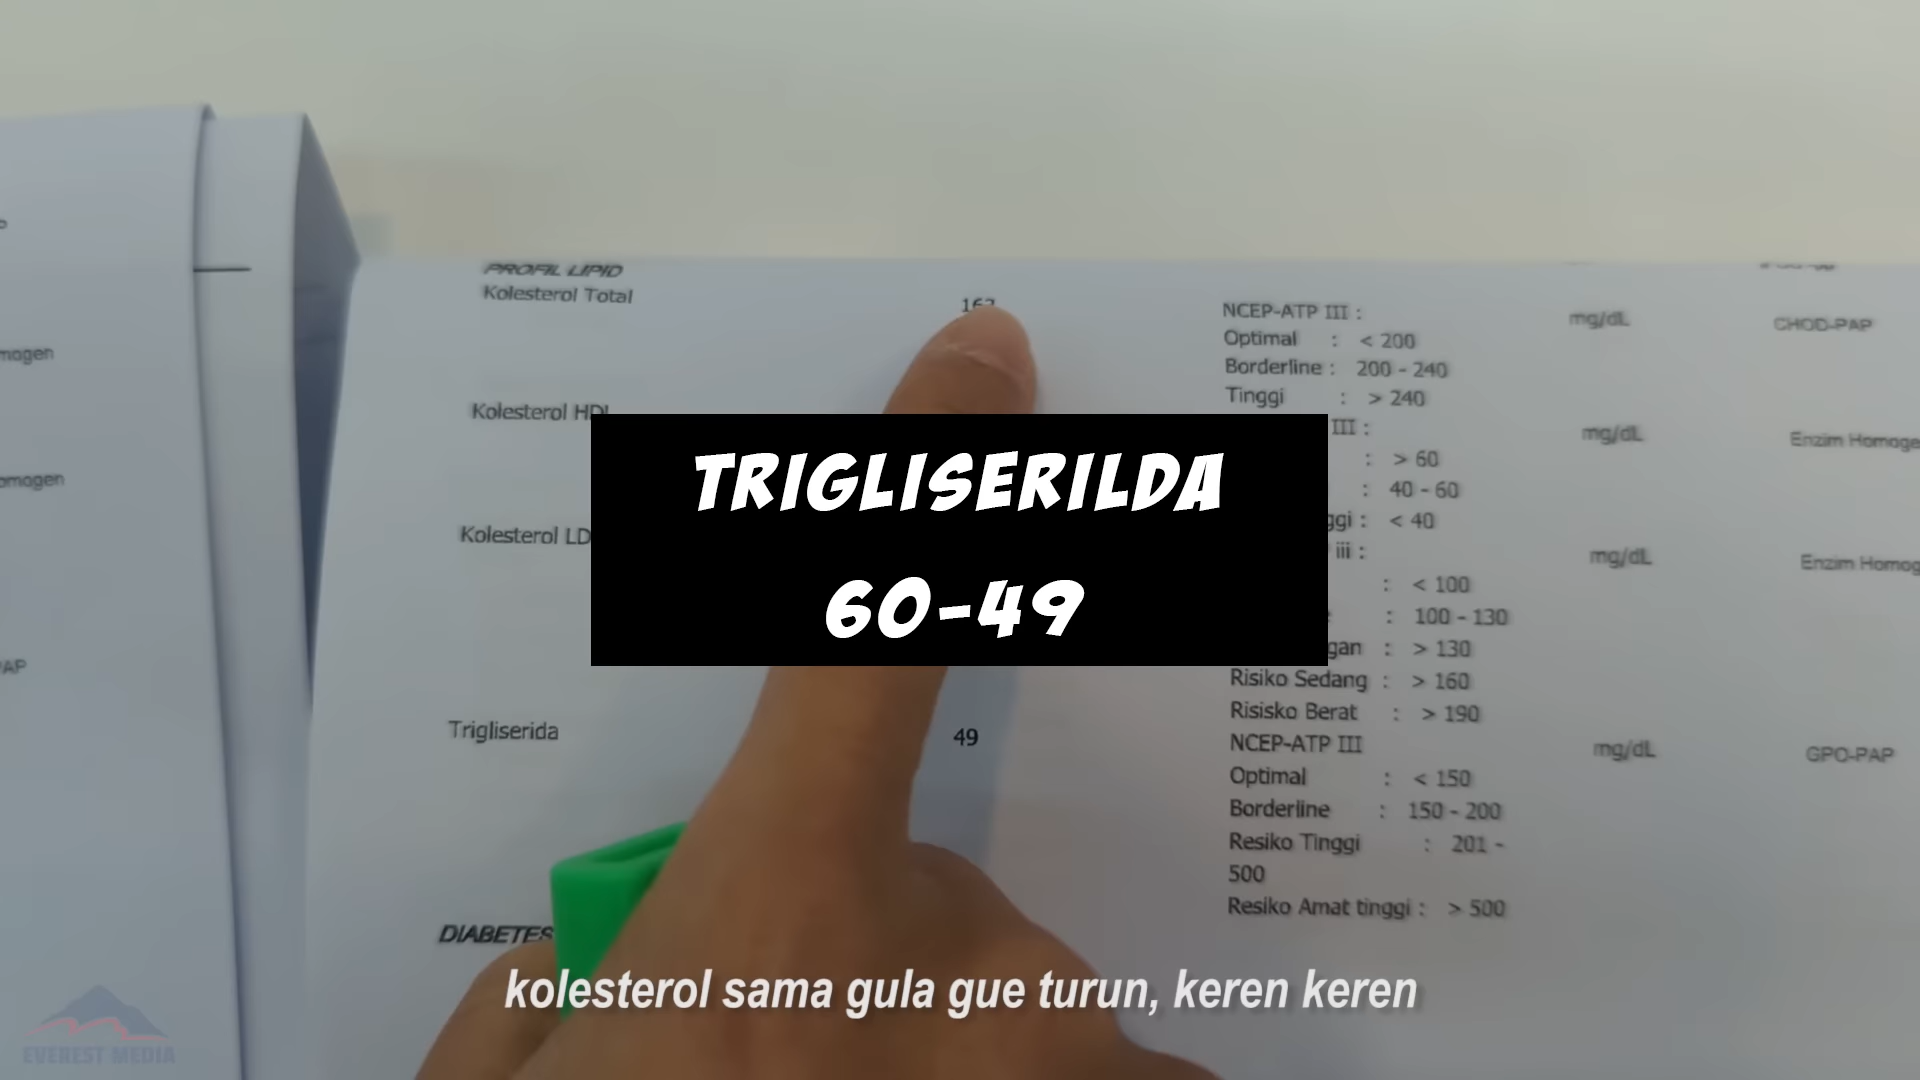 PROFIL LIPID
Kolesterol Total
NCEP-ATP III : mg/dL CHOD-PAP
Optimal : < 200
Borderline : 200 - 240
Tinggi : > 240
Kolesterol HDL III : mg/dL Enzim Homoge
: > 60
: 40 - 60
ggi : < 40
Kolesterol LD iii : mg/dL Enzim Homog
: < 100
: 100 - 130
gan : > 130
Risiko Sedang : > 160
Risisko Berat : > 190
Trigliserida 49 NCEP-ATP III mg/dL GPO-PAP
Optimal : < 150
Borderline : 150 - 200
Resiko Tinggi : 201 -
500
Resiko Amat tinggi : > 500
DIABETES
TRIGLISERILDA
60-49
kolesterol sama gula gue turun, keren keren
EVEREST MEDIA